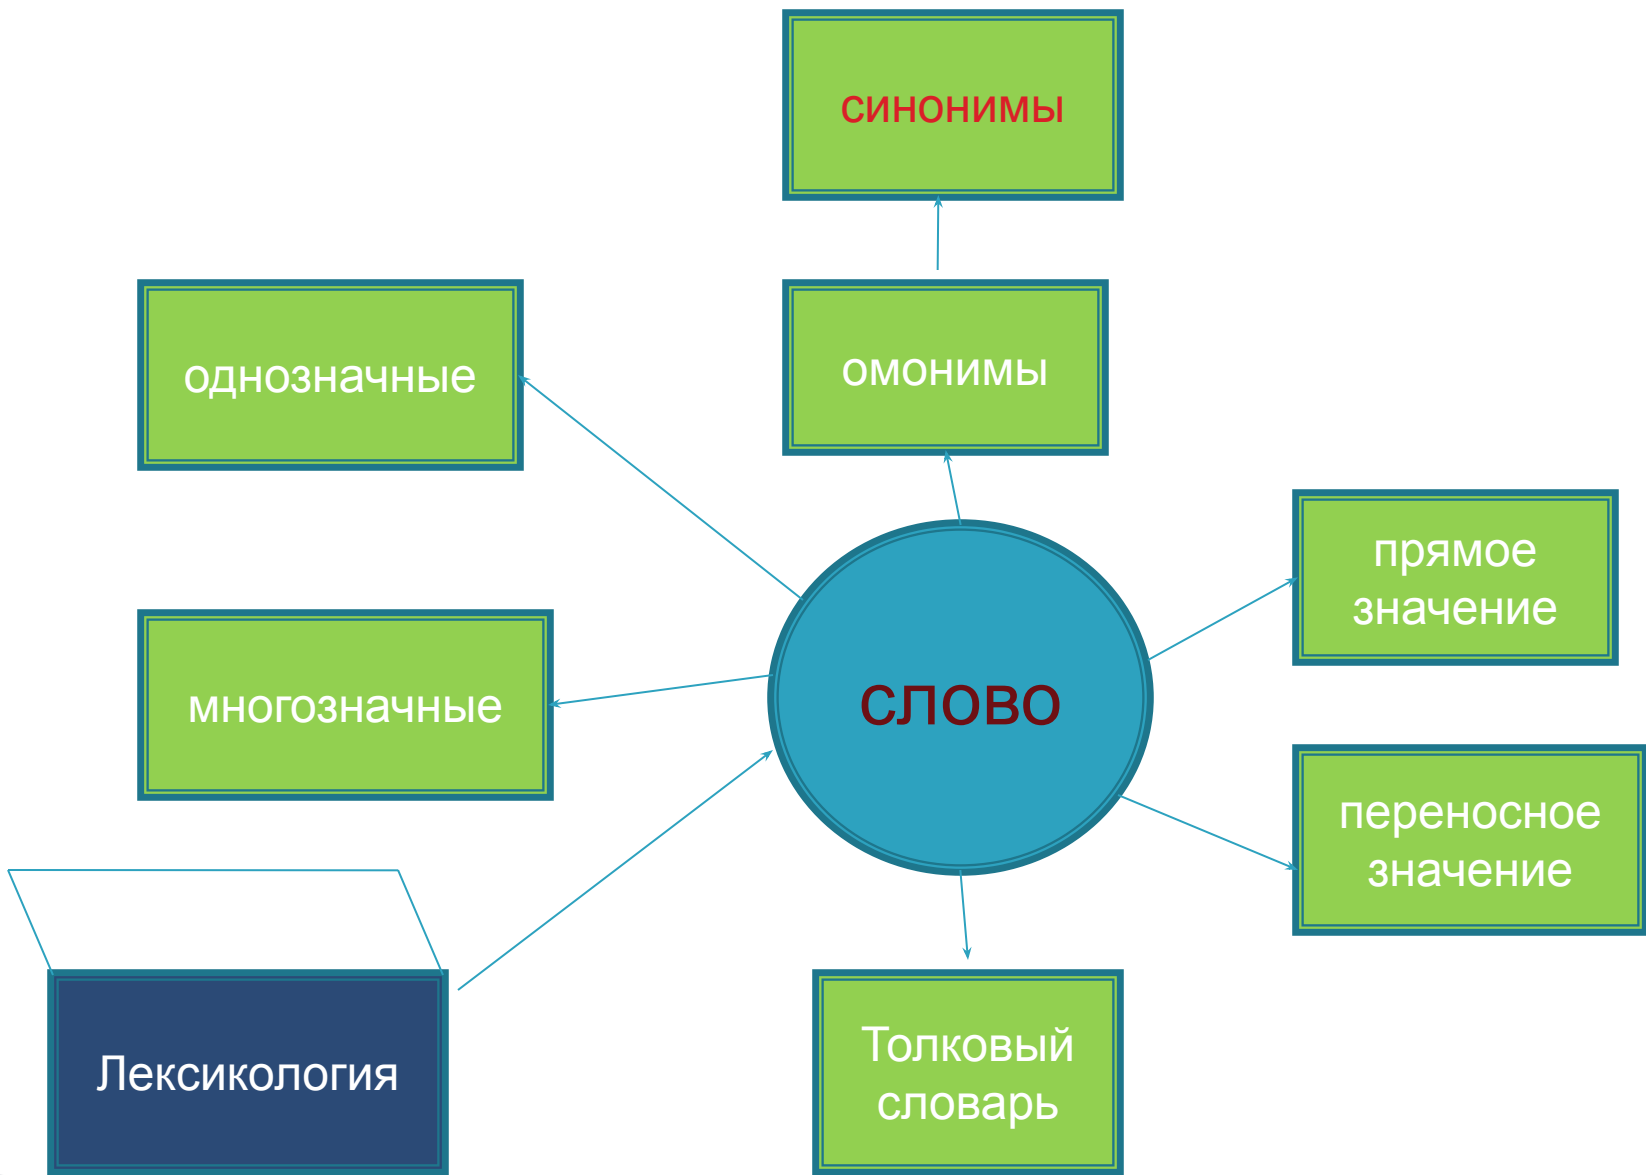 синонимы
однозначные
омонимы
прямое
значение
многозначные
слово
переносное
значение
Лексикология
Толковый
словарь